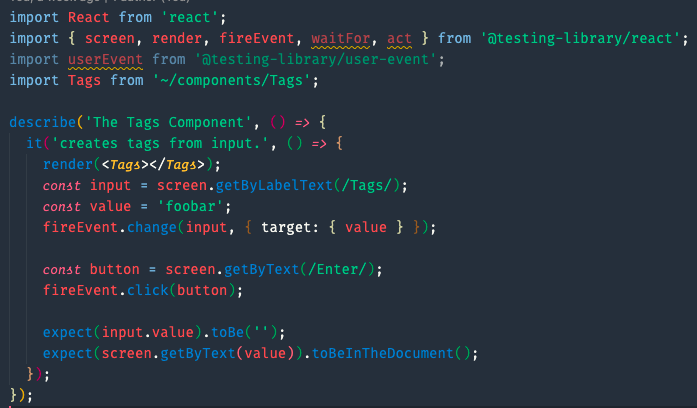 import React from 'react';
import { screen, render, fireEvent, waitFor, act } from '@testing-library/react';
import userEvent from '@testing-library/user-event';
import Tags from '~/components/Tags';
describe('The Tags Component', () => {
it('creates tags from input.', () => {
render(<Tags></Tags>);
const input = screen.getByLabelText(/Tags/);
const value = 'foobar';
fireEvent.change(input, { target: { value } });
const button = screen.getByText(/Enter/);
fireEvent.click(button);
expect(input.value).toBe('');
expect(screen.getByText(value)).toBeInTheDocument();
});
});